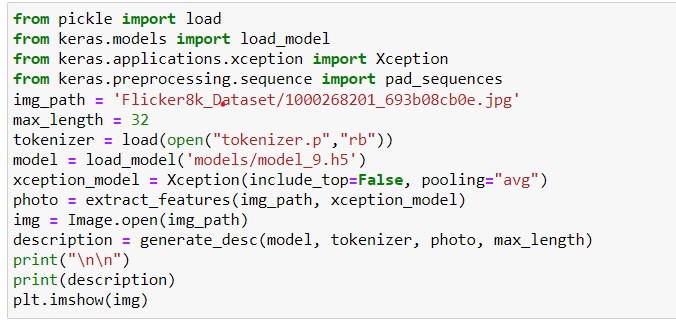 from pickle import load
from keras.models import load_model
from keras.applications.xception import Xception
from keras.preprocessing.sequence import pad_sequences
img_path = 'Flicker8k_Dataset/1000268201_693b08cb0e.jpg'
max_length = 32
tokenizer = load(open("tokenizer.p","rb"))
model = load_model('models/model_9.h5')
xception_model = Xception(include_top=False, pooling="avg")
photo = extract_features(img_path, xception_model)
img = Image.open(img_path)
description = generate_desc(model, tokenizer, photo, max_length)
print("\n\n")
print(description)
plt.imshow(img)